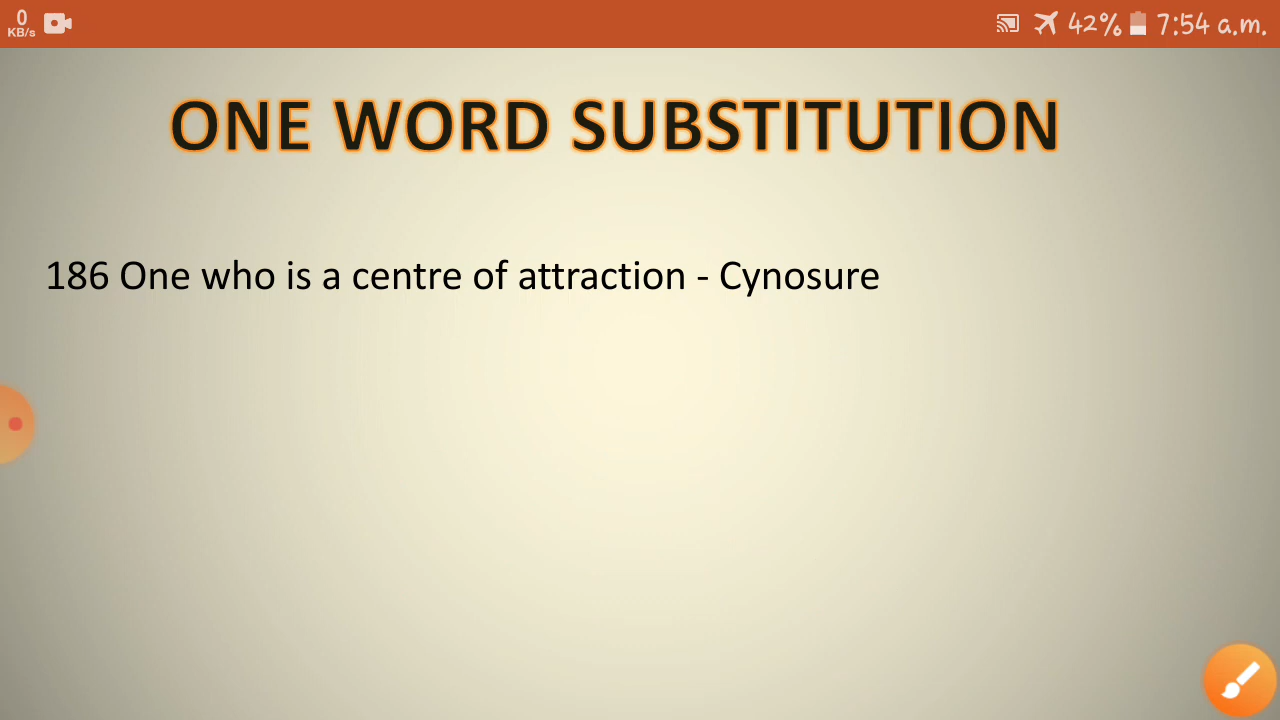 0
KB/s
42% 7:54 a.m.
ONE WORD SUBSTITUTION
186 One who is a centre of attraction - Cynosure